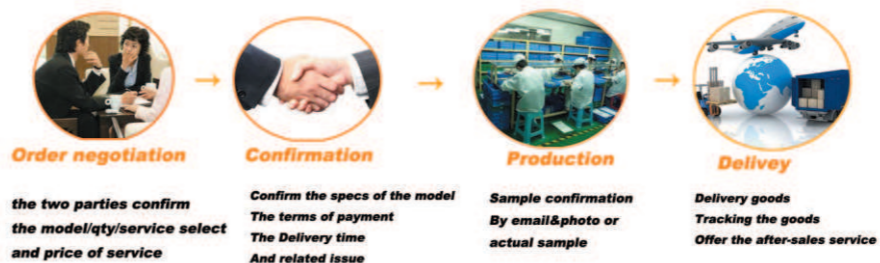 Order negotiation
the two parties confirm
the model/qty/service select
and price of service
Confirmation
Confirm the specs of the model
The terms of payment
The Delivery time
And related issue
Production
Sample confirmation
By email&photo or
actual sample
Delivey
Delivery goods
Tracking the goods
Offer the after-sales service